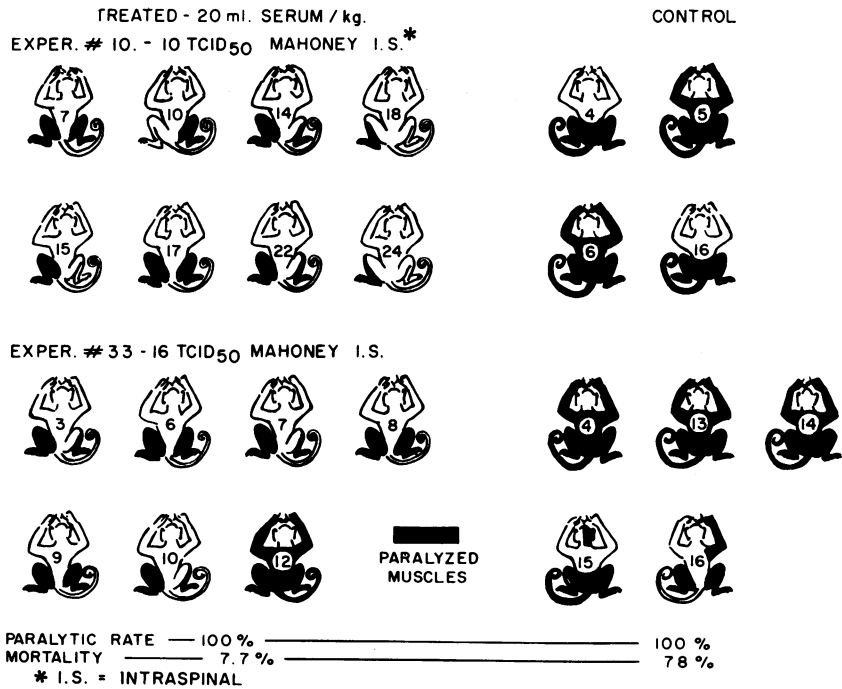 TREATED - 20 ml. SERUM / kg. CONTROL
EXPER. # 10. - 10 TCID50 MAHONEY I.S.*
7 10 14 18 4 5
15 17 22 24 6 16
EXPER. # 33 - 16 TCID50 MAHONEY I.S.
3 6 7 8 4 13 14
9 10 12 15 16
PARALYZED
MUSCLES
PARALYTIC RATE — 100 % — 100 %
MORTALITY — 7.7 % — 78 %
* I.S. = INTRASPINAL